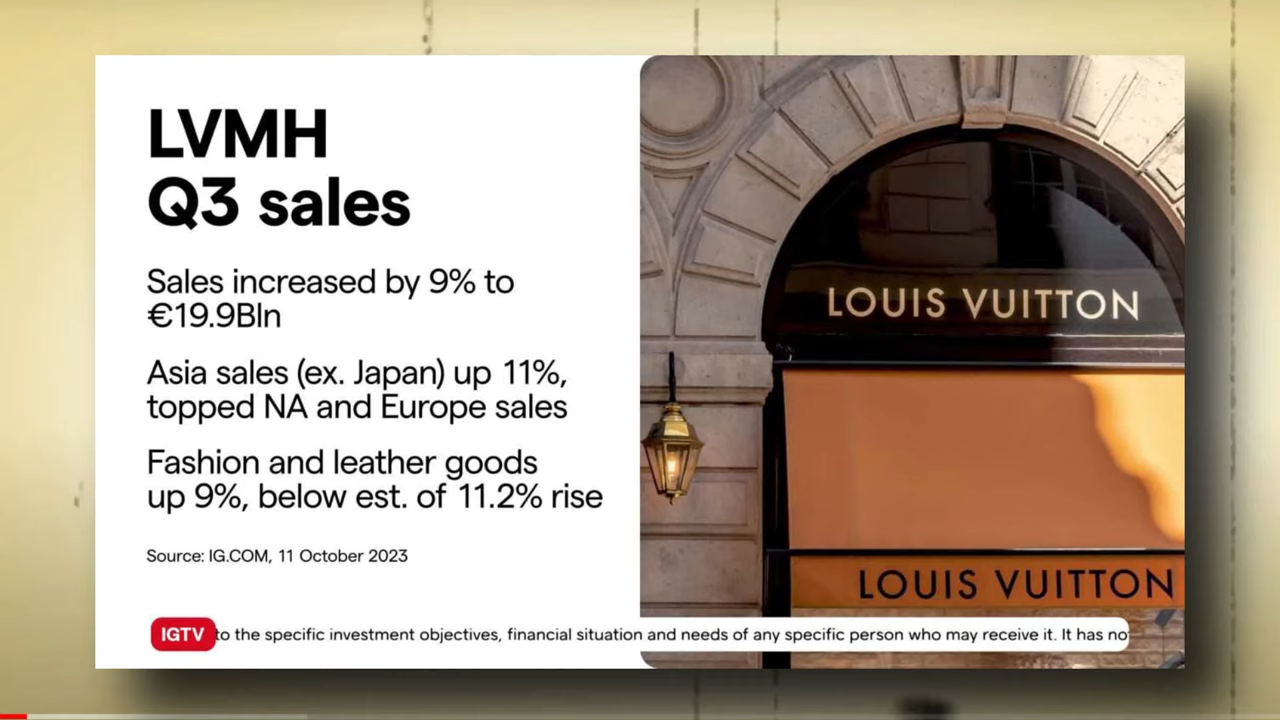 LVMH
Q3 sales
Sales increased by 9% to
€19.9Bln
Asia sales (ex. Japan) up 11%,
topped NA and Europe sales
Fashion and leather goods
up 9%, below est. of 11.2% rise
Source: IG.COM, 11 October 2023
LOUIS VUITTON
LOUIS VUITTON
IGTV to the specific investment objectives, financial situation and needs of any specific person who may receive it. It has no